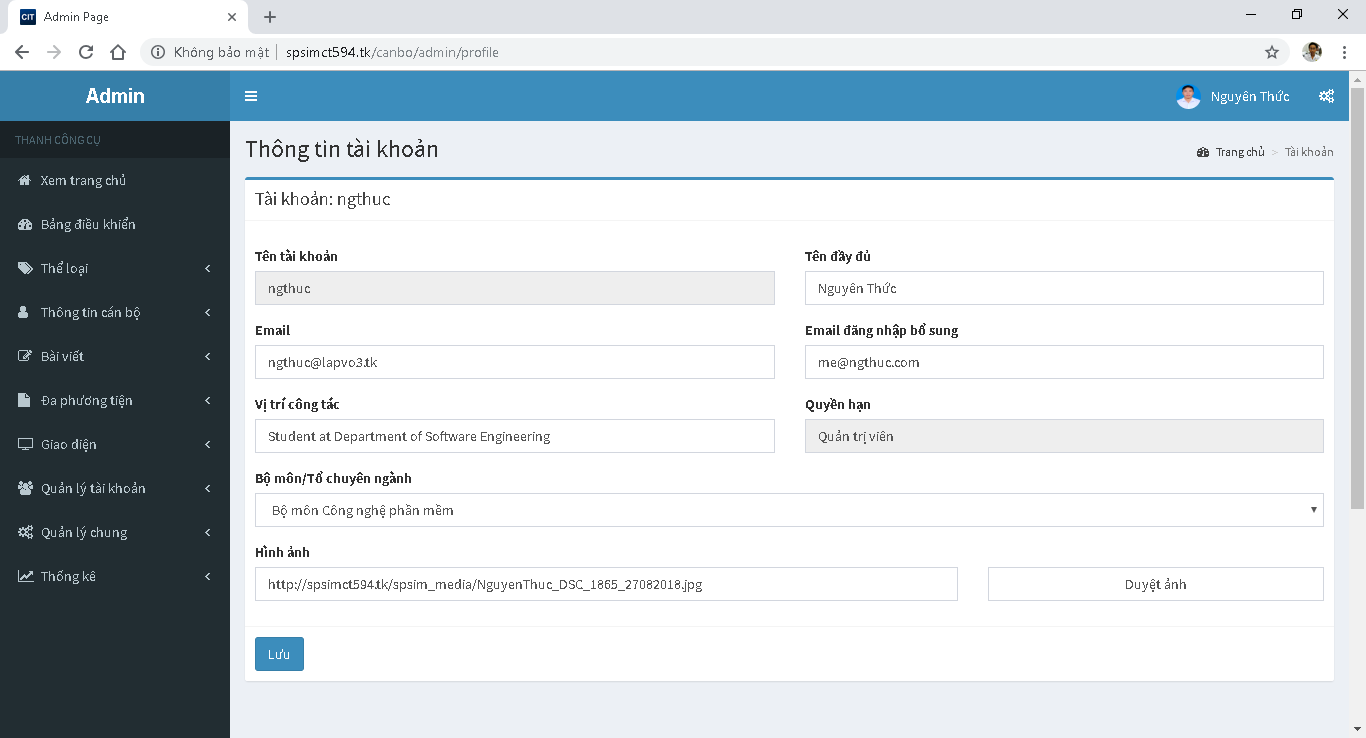 CIT Admin Page
Không bảo mật spsimct594.tk/canbo/admin/profile
Admin
Nguyên Thức
THANH CÔNG CỤ
Xem trang chủ
Bảng điều khiển
Thể loại
Thông tin cán bộ
Bài viết
Đa phương tiện
Giao diện
Quản lý tài khoản
Quản lý chung
Thống kê
Thông tin tài khoản
Trang chủ > Tài khoản
Tài khoản: ngthuc
Tên tài khoản
Tên đầy đủ
ngthuc
Nguyên Thức
Email
Email đăng nhập bổ sung
ngthuc@lapvo3.tk
me@ngthuc.com
Vị trí công tác
Quyền hạn
Student at Department of Software Engineering
Quản trị viên
Bộ môn/Tổ chuyên ngành
Bộ môn Công nghệ phần mềm
Hình ảnh
http://spsimct594.tk/spsim_media/NguyenThuc_DSC_1865_27082018.jpg
Duyệt ảnh
Lưu